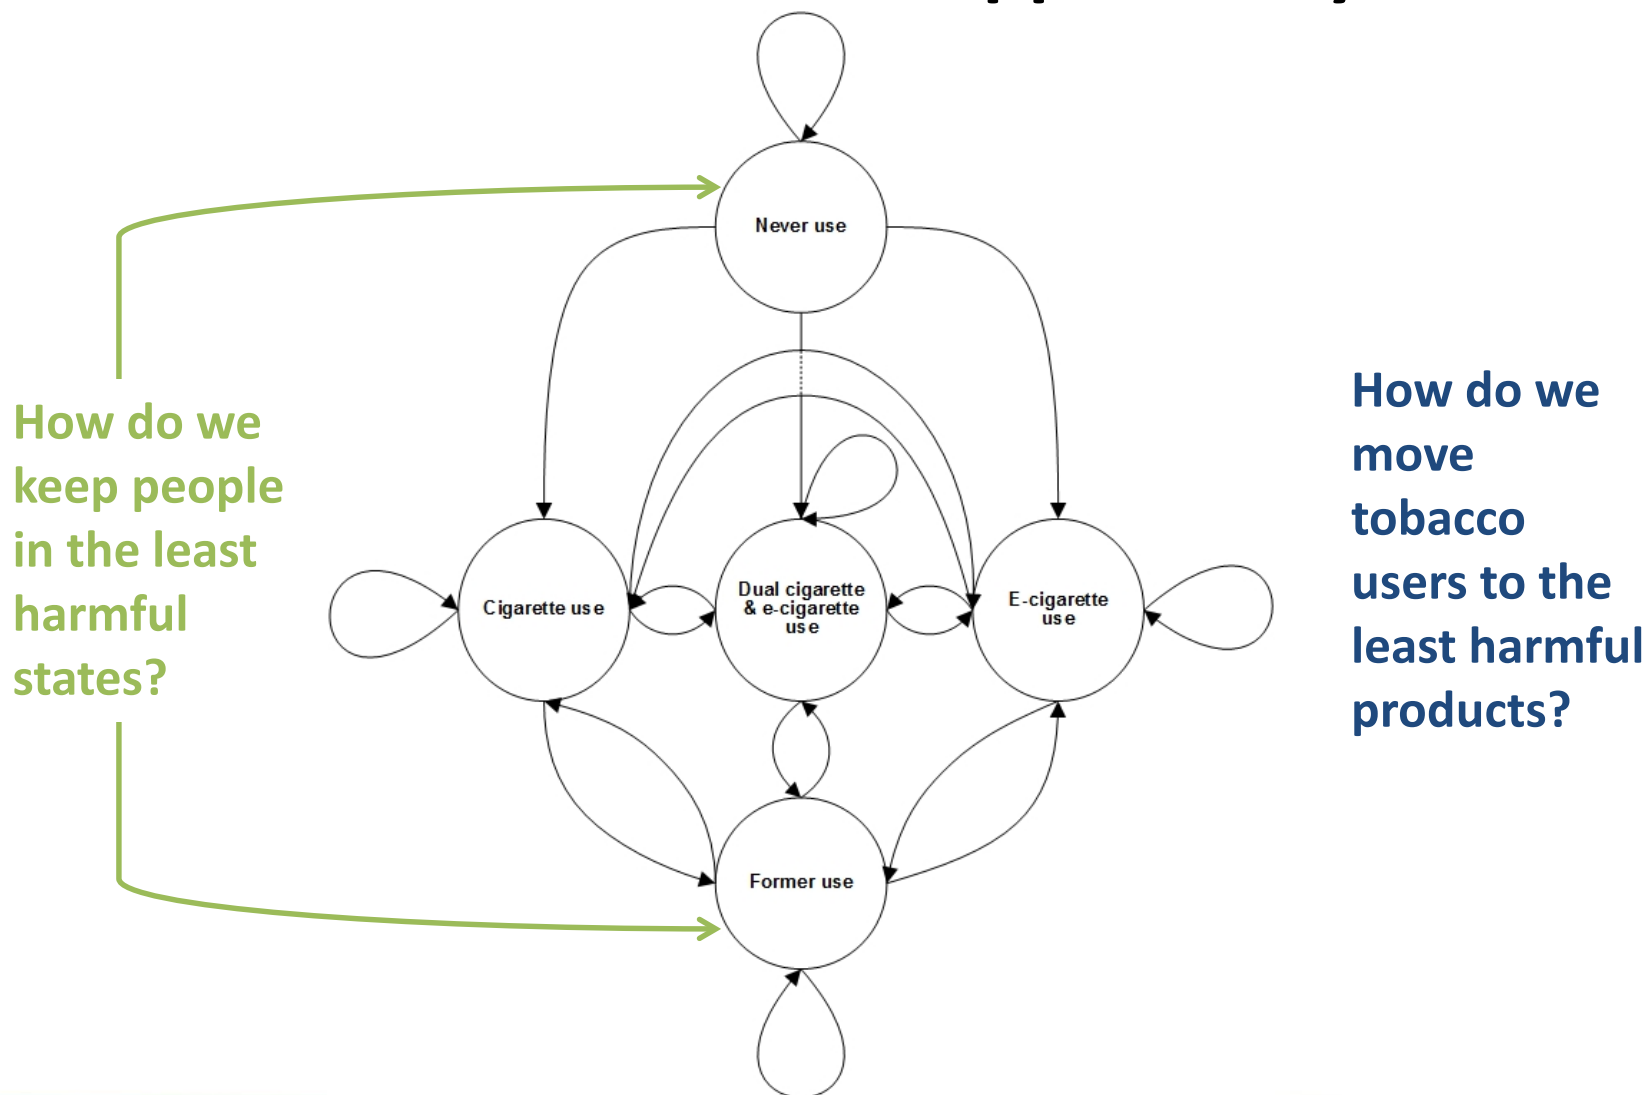 Never use
How do we
keep people
in the least
harmful
states?
Cigarette use
Dual cigarette
& e-cigarette
use
E-cigarette
use
How do we
move
tobacco
users to the
least harmful
products?
Former use